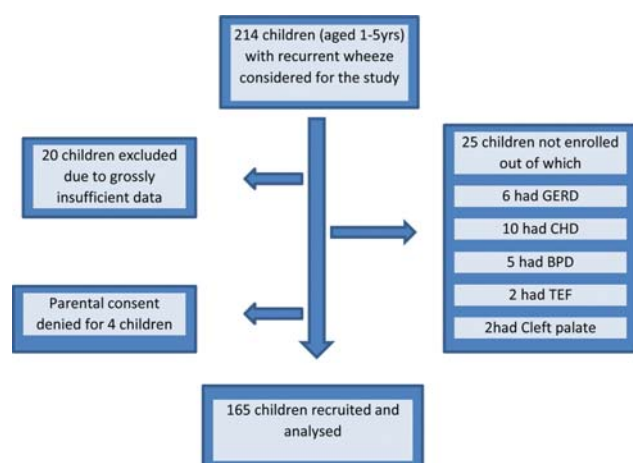 214 children (aged 1-5yrs)
with recurrent wheeze
considered for the study
20 children excluded
due to grossly
insufficient data
25 children not enrolled
out of which
6 had GERD
10 had CHD
5 had BPD
2 had TEF
2had Cleft palate
Parental consent
denied for 4 children
165 children recruited and
analysed